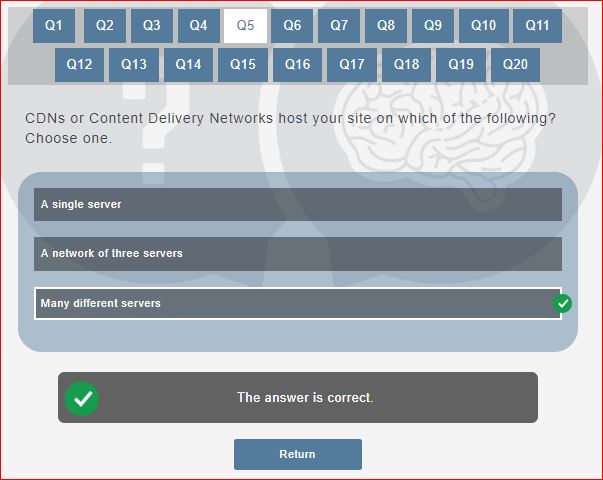 Q1 Q2 Q3 Q4 Q5 Q6 Q7 Q8 Q9 Q10 Q11
Q12 Q13 Q14 Q15 Q16 Q17 Q18 Q19 Q20
CDNs or Content Delivery Networks host your site on which of the following?
Choose one.
A single server
A network of three servers
Many different servers
The answer is correct.
Return